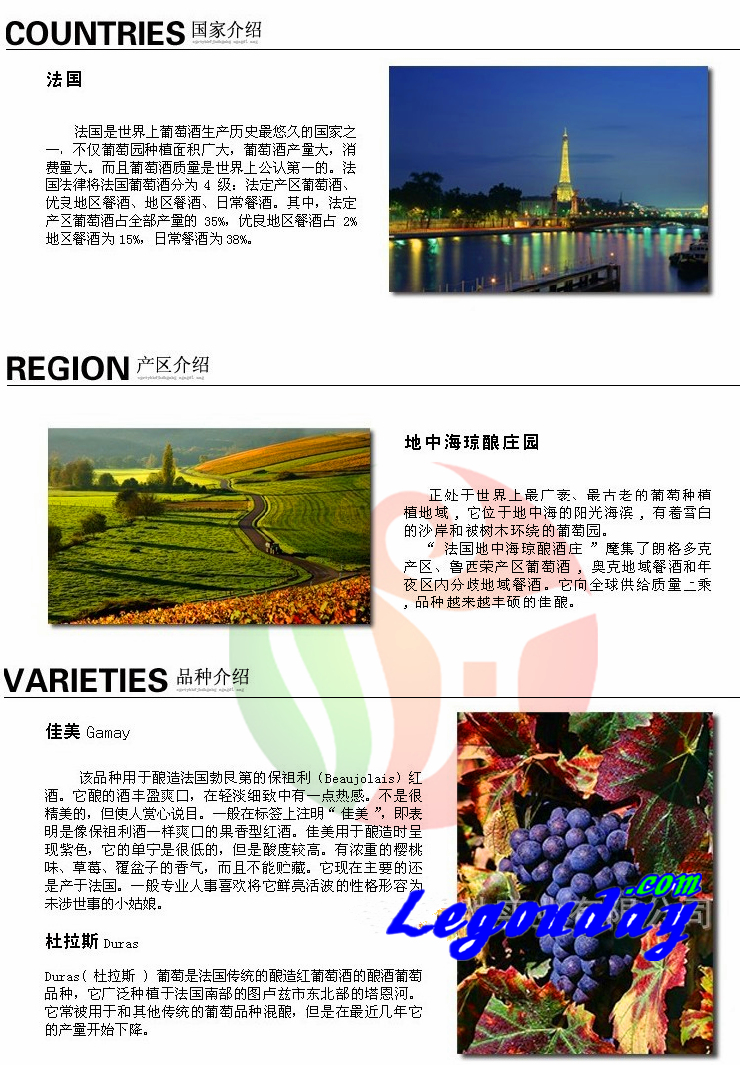 COUNTRIES 国家介绍
法国
法国是世界上葡萄酒生产历史最悠久的国家之
一，不仅葡萄园种植面积广大，葡萄酒产量大，消
费量大。而且葡萄酒质量是世界上公认第一的。法
国法律将法国葡萄酒分为 4 级：法定产区葡萄酒、
优良地区餐酒、地区餐酒、日常餐酒。其中，法定
产区葡萄酒占全部产量的 35%，优良地区餐酒占 2%
地区餐酒为15%，日常餐酒为38%。
REGION 产区介绍
地中海琼酿庄园
正处于世界上最广袤、最古老的葡萄种植
植地域 , 它位于地中海的阳光海滨 , 有着雪白
的沙岸和被树木环绕的葡萄园。
“ 法国地中海琼酿酒庄 ” 麾集了朗格多克
产区、鲁西荣产区葡萄酒 , 奥克地域餐酒和年
夜区内分歧地域餐酒。它向全球供给质量上乘
, 品种越来越丰硕的佳酿。
VARIETIES 品种介绍
佳美 Gamay
该品种用于酿造法国勃艮第的保祖利（Beaujolais）红
酒。它酿的酒丰盈爽口，在轻淡细致中有一点热感。不是很
精美的，但使人赏心说目。一般在标签上注明“ 佳美 ”，即表
明是像保祖利酒一样爽口的果香型红酒。佳美用于酿造时呈
现紫色，它的单宁是很低的，但是酸度较高。有浓重的樱桃
味、草莓、覆盆子的香气，而且不能贮藏。它现在主要的还
是产于法国。一般专业人事喜欢将它鲜亮活波的性格形容为
未涉世事的小姑娘。
杜拉斯 Duras
Duras( 杜拉斯 ) 葡萄是法国传统的酿造红葡萄酒的酿酒葡萄
品种，它广泛种植于法国南部的图卢兹市东北部的塔恩河。
它常被用于和其他传统的葡萄品种混酿，但是在最近几年它
的产量开始下降。
Legonday.com
有限公司